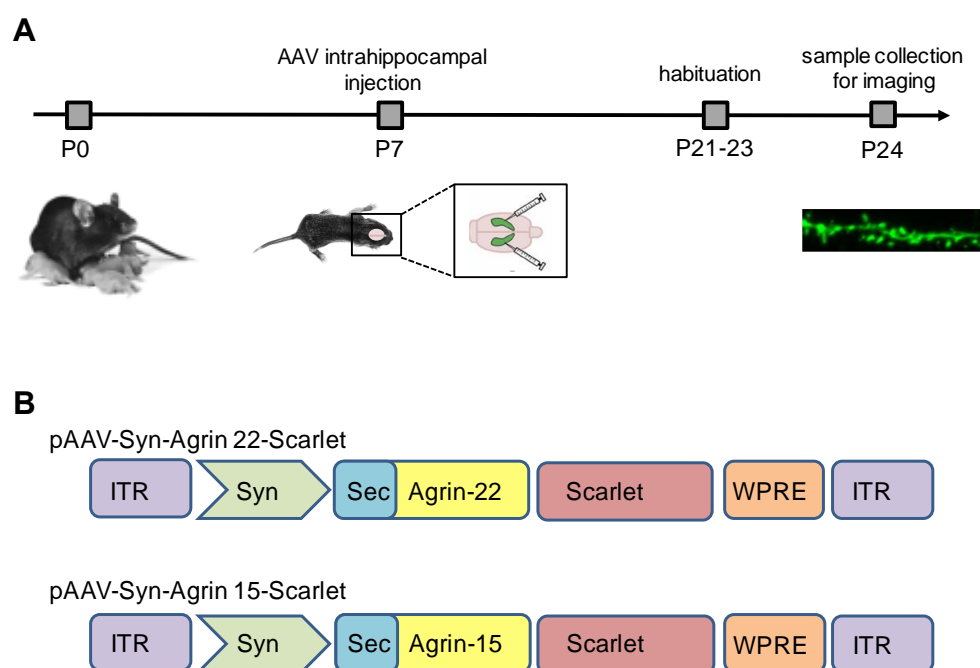 A
AAV intrahippocampal
injection
habituation
sample collection
for imaging
P0
P7
P21-23
P24
B
pAAV-Syn-Agrin 22-Scarlet
ITR Syn Sec Agrin-22 Scarlet WPRE ITR
pAAV-Syn-Agrin 15-Scarlet
ITR Syn Sec Agrin-15 Scarlet WPRE ITR